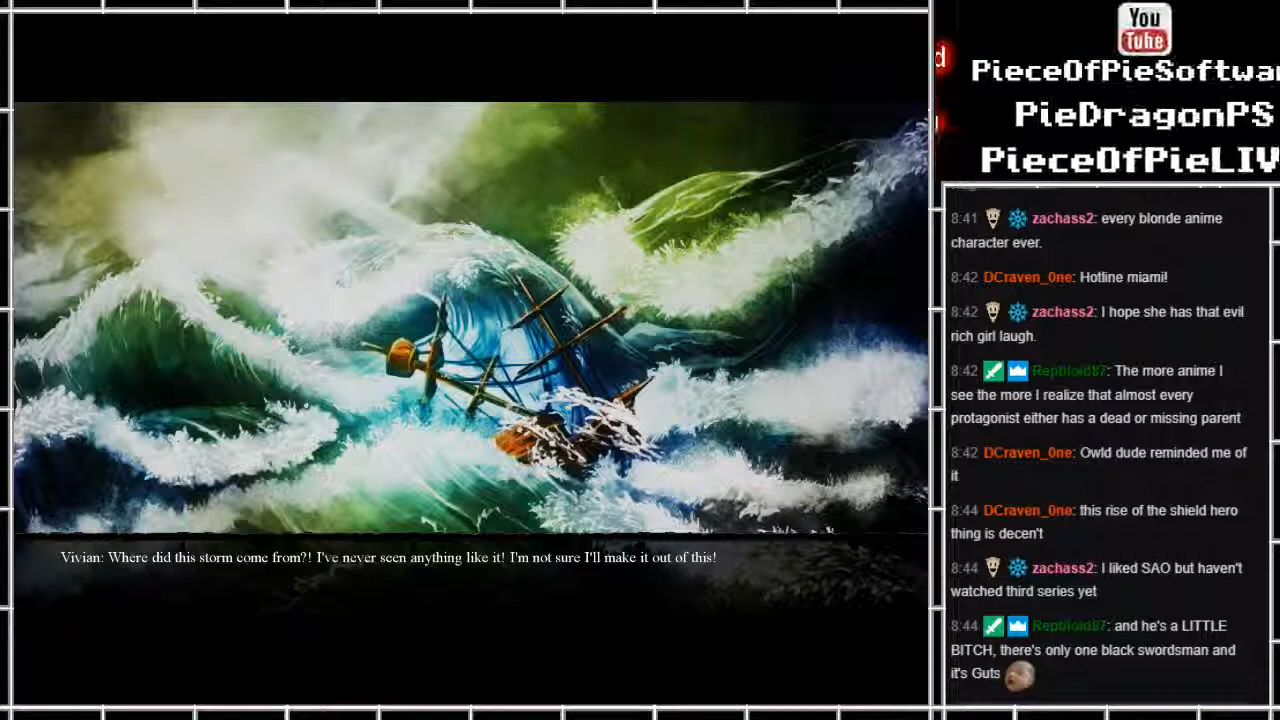 Vivian: Where did this storm come from?! I've never seen anything like it! I'm not sure I'll make it out of this!
You
Tube
d
PieceOfPieSoftwa
PieDragonPS
PieceOfPieLIV
8:41 zachass2: every blonde anime
character ever.
8:42 DCraven_0ne: Hotline miami!
8:42 zachass2: I hope she has that evil
rich girl laugh.
8:42 Reptiloid87: The more anime I
see the more I realize that almost every
protagonist either has a dead or missing parent
8:42 DCraven_0ne: Owld dude reminded me of
it
8:44 DCraven_0ne: this rise of the shield hero
thing is decen't
8:44 zachass2: I liked SAO but haven't
watched third series yet
8:44 Reptiloid87: and he's a LITTLE
BITCH, there's only one black swordsman and
it's Guts